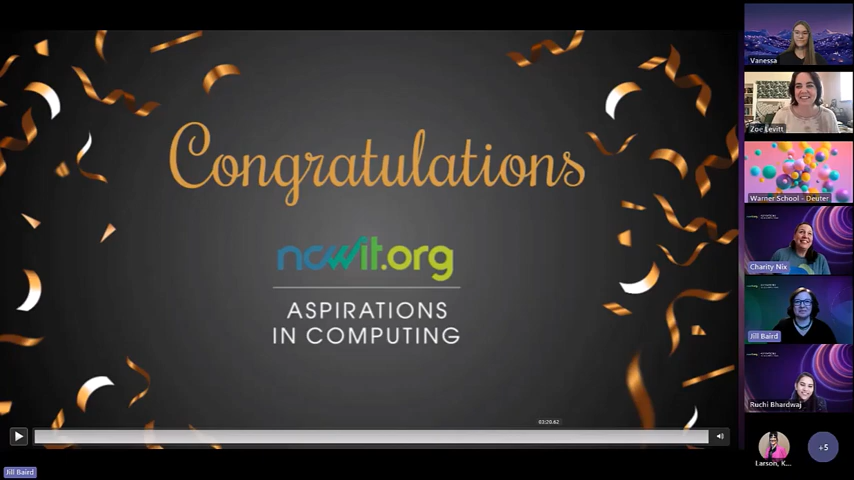 Congratulations
ncwit.org
ASPIRATIONS
IN COMPUTING
03:29.62
Jill Baird
Vanessa
Zoe Levitt
Warner School - Deuter
Charity Nix
Jill Baird
Ruchi Bhardwaj
Larson, K...
+5